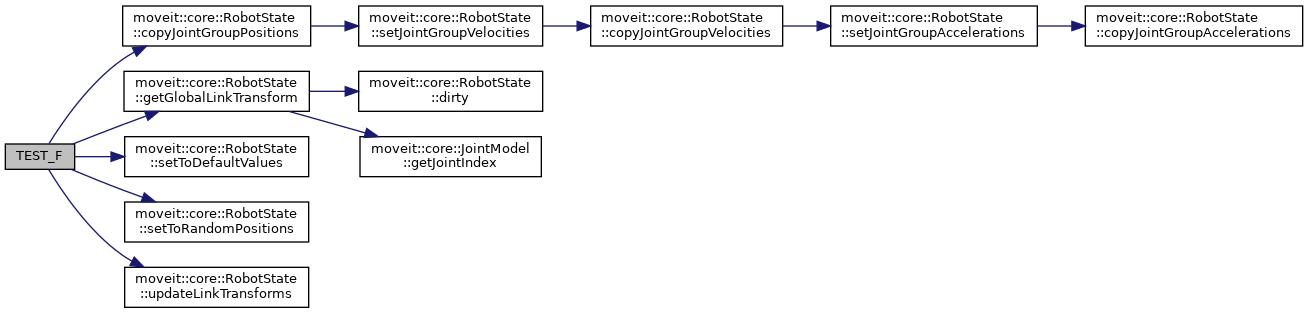 TEST_F
moveit::core::RobotState
::copyJointGroupPositions
moveit::core::RobotState
::setJointGroupVelocities
moveit::core::RobotState
::copyJointGroupVelocities
moveit::core::RobotState
::setJointGroupAccelerations
moveit::core::RobotState
::copyJointGroupAccelerations
moveit::core::RobotState
::getGlobalLinkTransform
moveit::core::RobotState
::dirty
moveit::core::JointModel
::getJointIndex
moveit::core::RobotState
::setToDefaultValues
moveit::core::RobotState
::setToRandomPositions
moveit::core::RobotState
::updateLinkTransforms